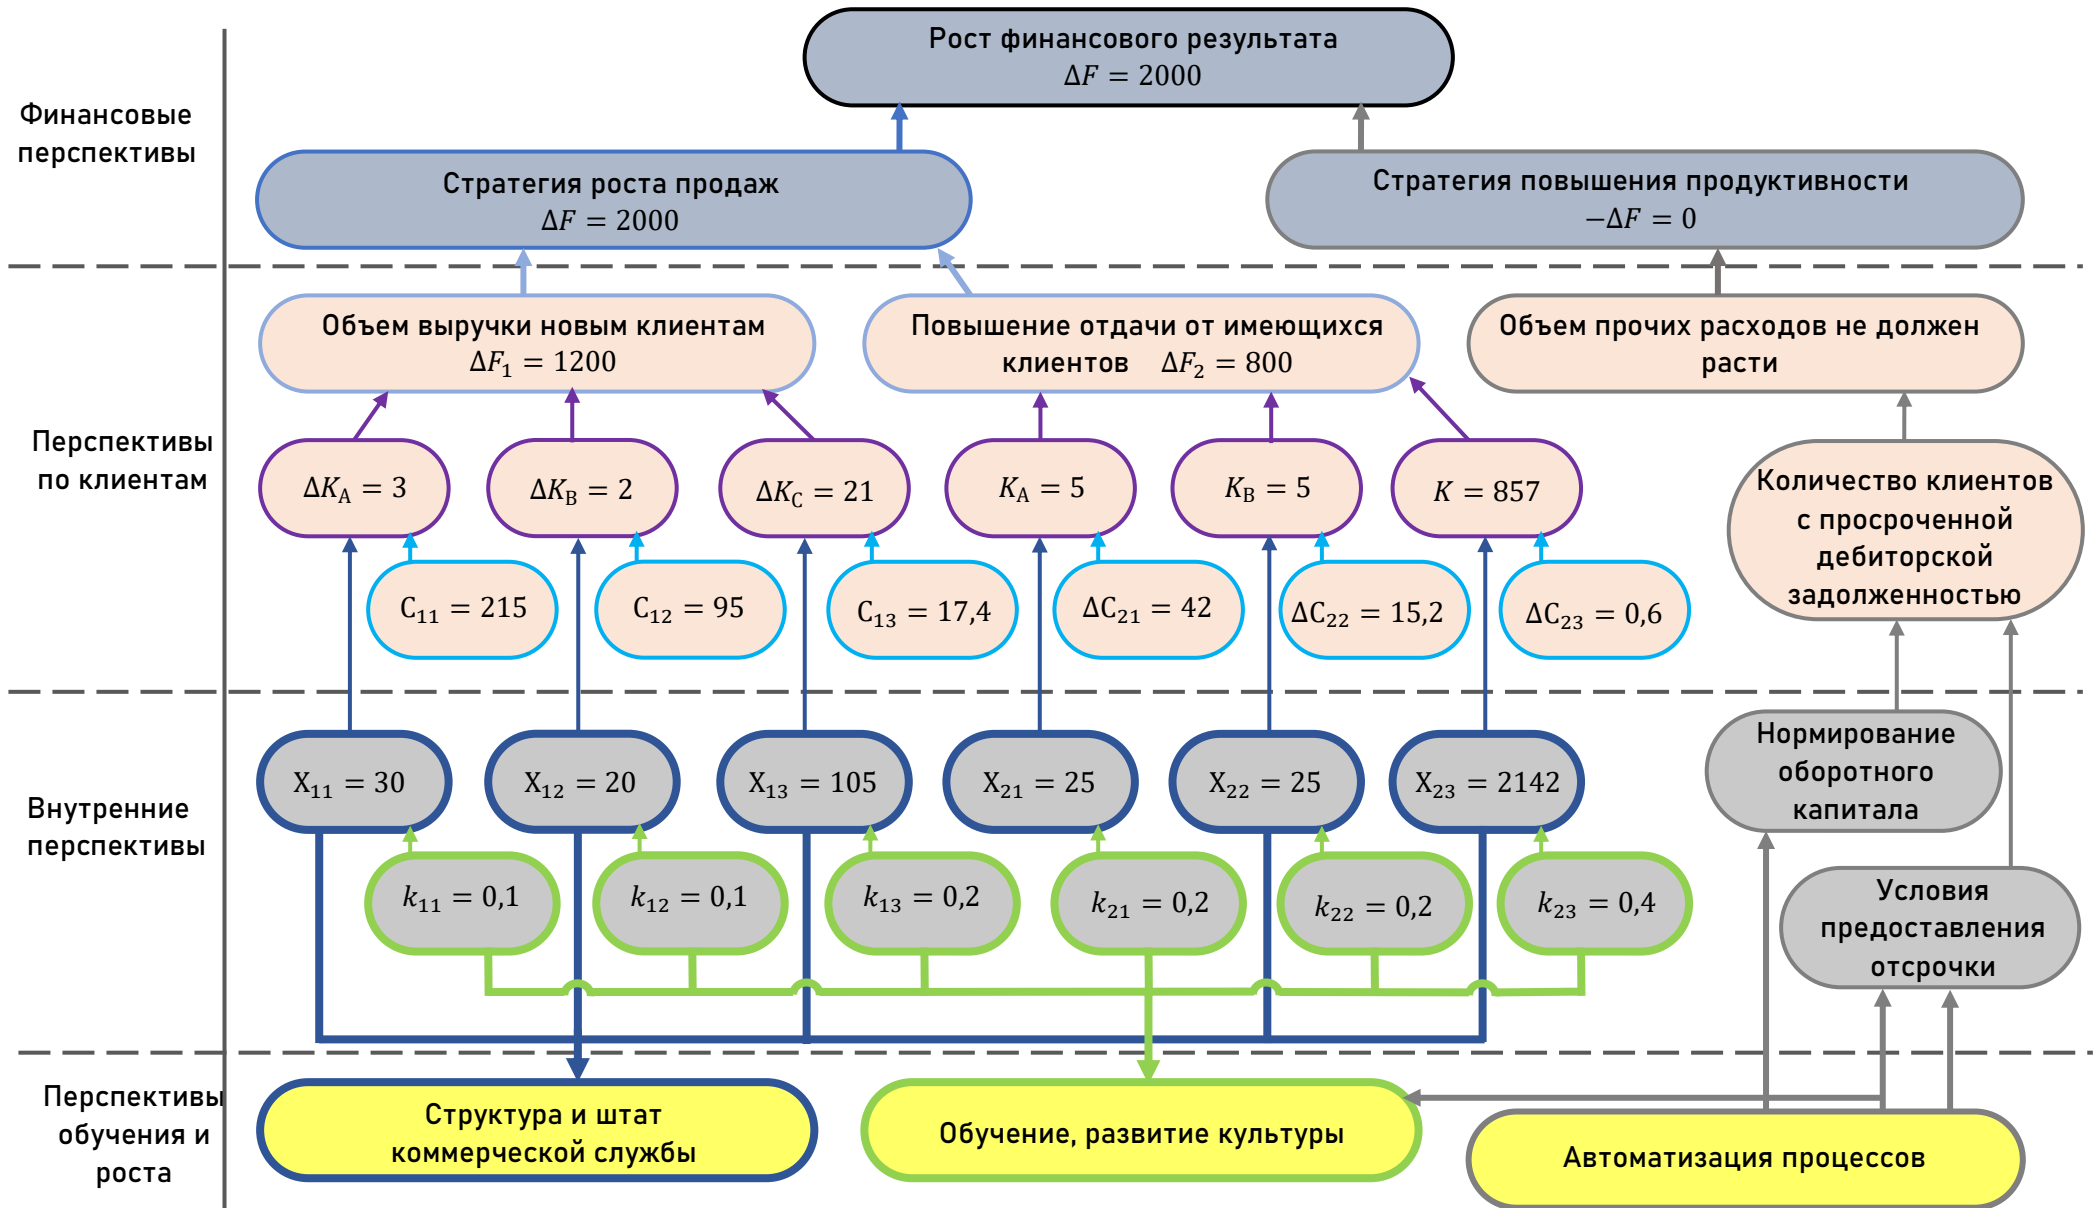 Рост финансового результата
ΔF = 2000
Финансовые
перспективы
Стратегия роста продаж
ΔF = 2000
Стратегия повышения продуктивности
−ΔF = 0
Объем выручки новым клиентам
ΔF₁ = 1200
Повышение отдачи от имеющихся
клиентов ΔF₂ = 800
Объем прочих расходов не должен
расти
Перспективы
по клиентам
ΔK_A = 3
ΔK_B = 2
ΔK_C = 21
K_A = 5
K_B = 5
K = 857
Количество клиентов
с просроченной
дебиторской
задолженностью
C₁₁ = 215
C₁₂ = 95
C₁₃ = 17,4
ΔC₂₁ = 42
ΔC₂₂ = 15,2
ΔC₂₃ = 0,6
Внутренние
перспективы
X₁₁ = 30
X₁₂ = 20
X₁₃ = 105
X₂₁ = 25
X₂₂ = 25
X₂₃ = 2142
Нормирование
оборотного
капитала
k₁₁ = 0,1
k₁₂ = 0,1
k₁₃ = 0,2
k₂₁ = 0,2
k₂₂ = 0,2
k₂₃ = 0,4
Условия
предоставления
отсрочки
Перспективы
обучения и
роста
Структура и штат
коммерческой службы
Обучение, развитие культуры
Автоматизация процессов